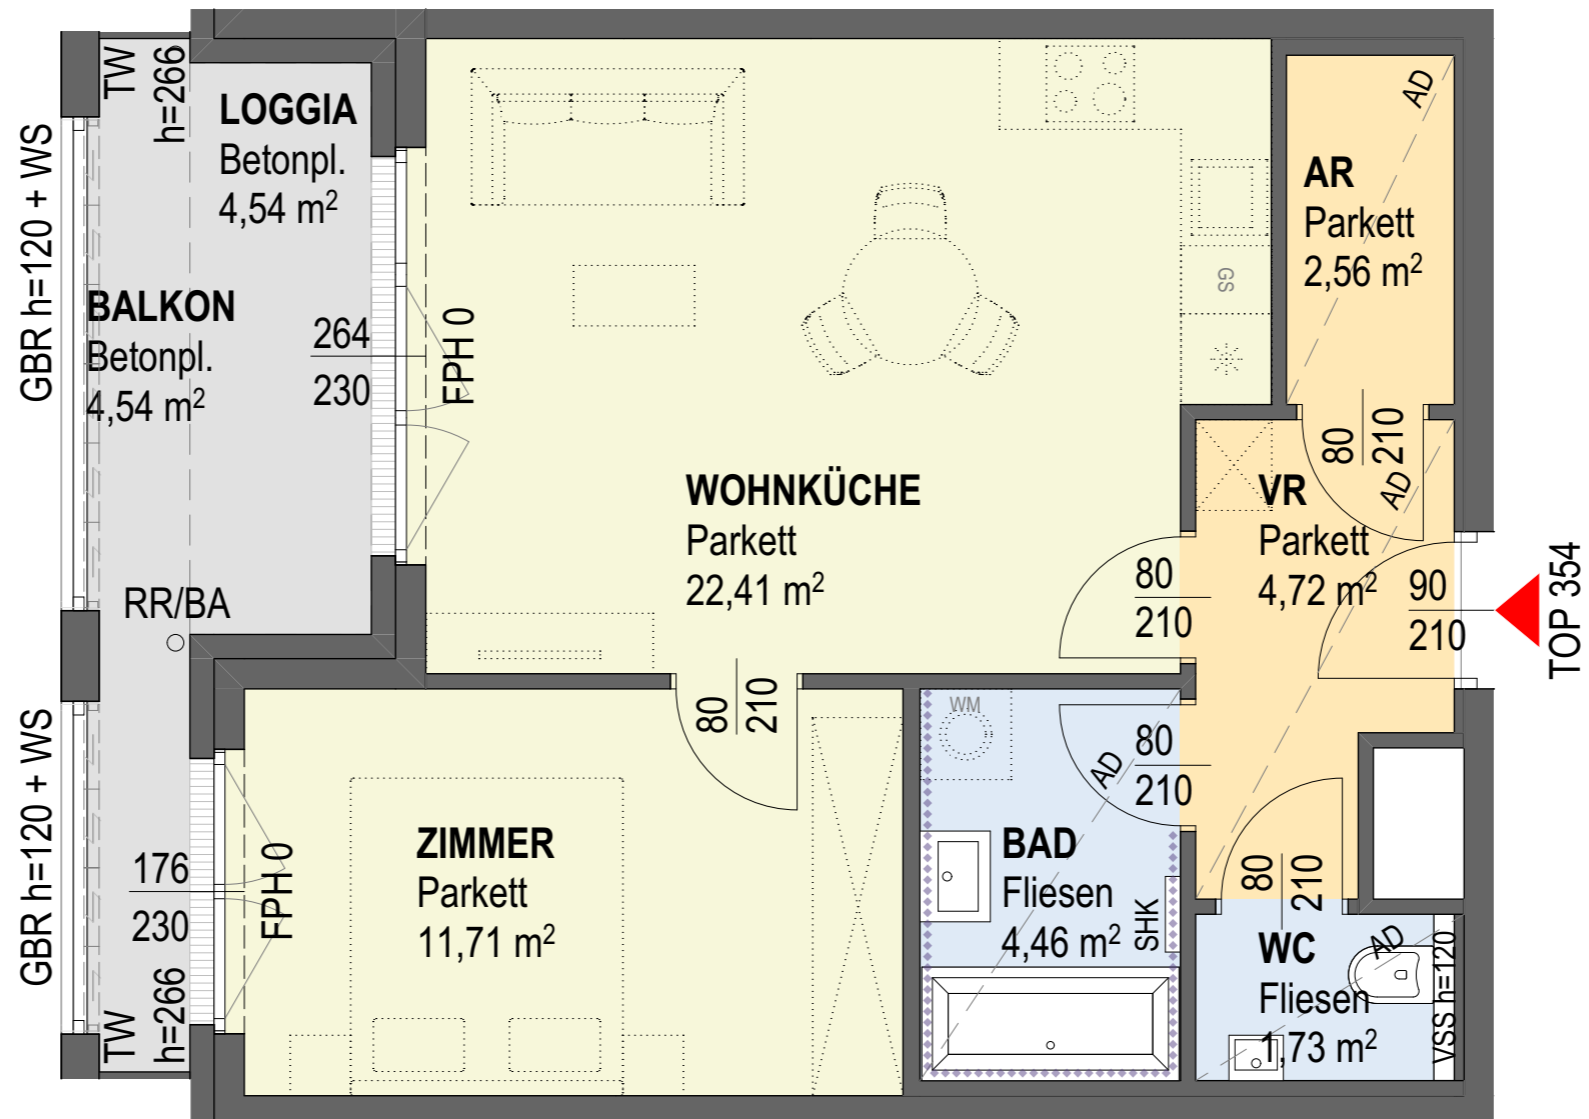 TW
h=266
LOGGIA
Betonpl.
4,54 m²
GBR h=120 + WS
BALKON
Betonpl.
4,54 m²
264
230
FPH 0
RR/BA
GS
AD
AR
Parkett
2,56 m²
80
210
AD
WOHNKÜCHE
Parkett
22,41 m²
VR
Parkett
4,72 m²
80
210
90
210
TOP 354
80
210
GBR h=120 + WS
176
230
FPH 0
TW
h=266
ZIMMER
Parkett
11,71 m²
WM
AD
80
210
BAD
Fliesen
4,46 m²
SHK
80
210
WC
Fliesen
1,73 m²
AD
VSS h=120